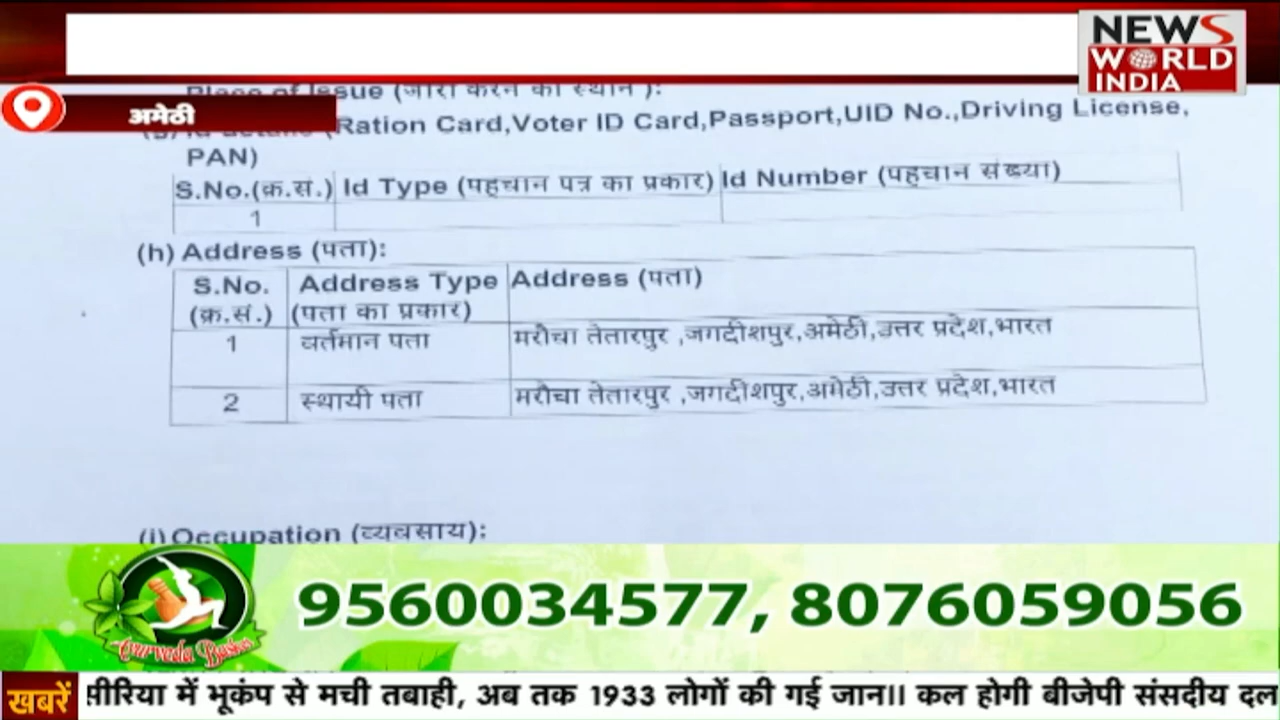 NEWS
WORLD
INDIA
अमेठी
Place of Issue (जारी करने का स्थान ):
(Ration Card,Voter ID Card,Passport,UID No.,Driving License,
PAN)
S.No.(क्र.सं.) Id Type (पहचान पत्र का प्रकार) Id Number (पहचान संख्या)
1
(h) Address (पता):
S.No. Address Type Address (पता)
(क्र.सं.) (पता का प्रकार)
1 वर्तमान पता मरौचा तेतारपुर ,जगदीशपुर,अमेठी,उत्तर प्रदेश,भारत
2 स्थायी पता मरौचा तेतारपुर ,जगदीशपुर,अमेठी,उत्तर प्रदेश,भारत
(i) Occupation (व्यवसाय):
9560034577, 8076059056
Ayurveda Basket
खबरें सीरिया में भूकंप से मची तबाही, अब तक 1933 लोगों की गई जान।। कल होगी बीजेपी संसदीय दल